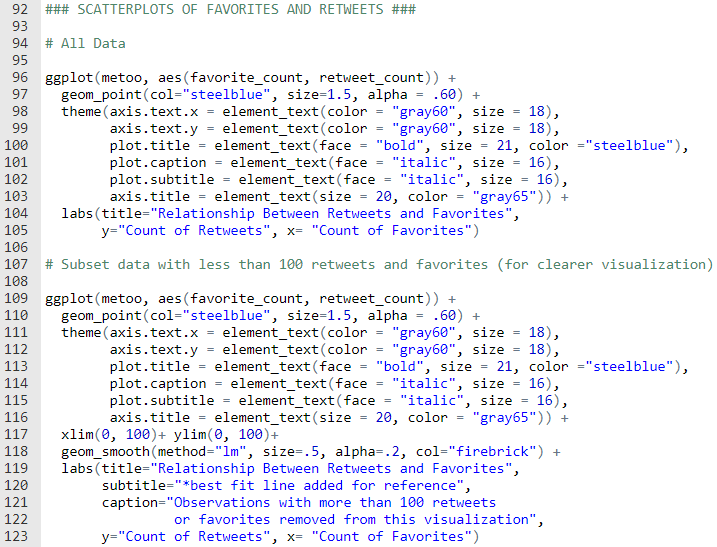 92 ### SCATTERPLOTS OF FAVORITES AND RETWEETS ###
93
94 # All Data
95
96 ggplot(metoo, aes(favorite_count, retweet_count)) +
97   geom_point(col="steelblue", size=1.5, alpha = .60) +
98   theme(axis.text.x = element_text(color = "gray60", size = 18),
99         axis.text.y = element_text(color = "gray60", size = 18),
100         plot.title = element_text(face = "bold", size = 21, color ="steelblue"),
101         plot.caption = element_text(face = "italic", size = 16),
102         plot.subtitle = element_text(face = "italic", size = 16),
103         axis.title = element_text(size = 20, color = "gray65")) +
104   labs(title="Relationship Between Retweets and Favorites",
105        y="Count of Retweets", x= "Count of Favorites")
106
107 # Subset data with less than 100 retweets and favorites (for clearer visualization)
108
109 ggplot(metoo, aes(favorite_count, retweet_count)) +
110   geom_point(col="steelblue", size=1.5, alpha = .60) +
111   theme(axis.text.x = element_text(color = "gray60", size = 18),
112         axis.text.y = element_text(color = "gray60", size = 18),
113         plot.title = element_text(face = "bold", size = 21, color ="steelblue"),
114         plot.caption = element_text(face = "italic", size = 16),
115         plot.subtitle = element_text(face = "italic", size = 16),
116         axis.title = element_text(size = 20, color = "gray65")) +
117   xlim(0, 100)+ ylim(0, 100)+
118   geom_smooth(method="lm", size=.5, alpha=.2, col="firebrick") +
119   labs(title="Relationship Between Retweets and Favorites",
120        subtitle="*best fit line added for reference",
121        caption="Observations with more than 100 retweets
122                 or favorites removed from this visualization",
123        y="Count of Retweets", x= "Count of Favorites")